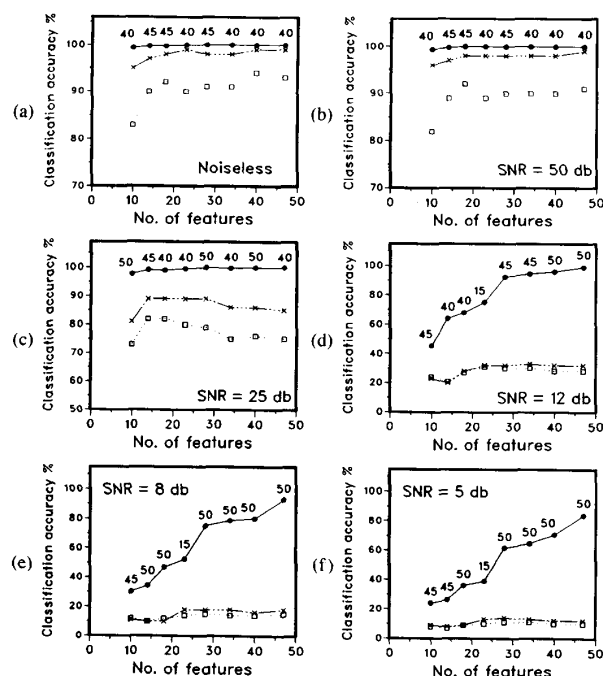 (a)
Classification accuracy %
100
90
80
70
40 45 45 40 45 40 40 40
Noiseless
0 10 20 30 40 50
No. of features
(b)
Classification accuracy %
100
90
80
70
40 45 45 40 45 40 40 40
SNR = 50 db
0 10 20 30 40 50
No. of features
(c)
Classification accuracy %
100
90
80
70
60
50
50 45 40 40 50 40 50 40
SNR = 25 db
0 10 20 30 40 50
No. of features
(d)
Classification accuracy %
100
80
60
40
20
0
45 40 40 15 45 45 50 50
SNR = 12 db
0 10 20 30 40 50
No. of features
(e)
Classification accuracy %
100
80
60
40
20
0
SNR = 8 db
45 50 50 15 50 50 50 50
0 10 20 30 40 50
No. of features
(f)
Classification accuracy %
100
80
60
40
20
0
SNR = 5 db
45 45 50 15 50 50 50 50
0 10 20 30 40 50
No. of features